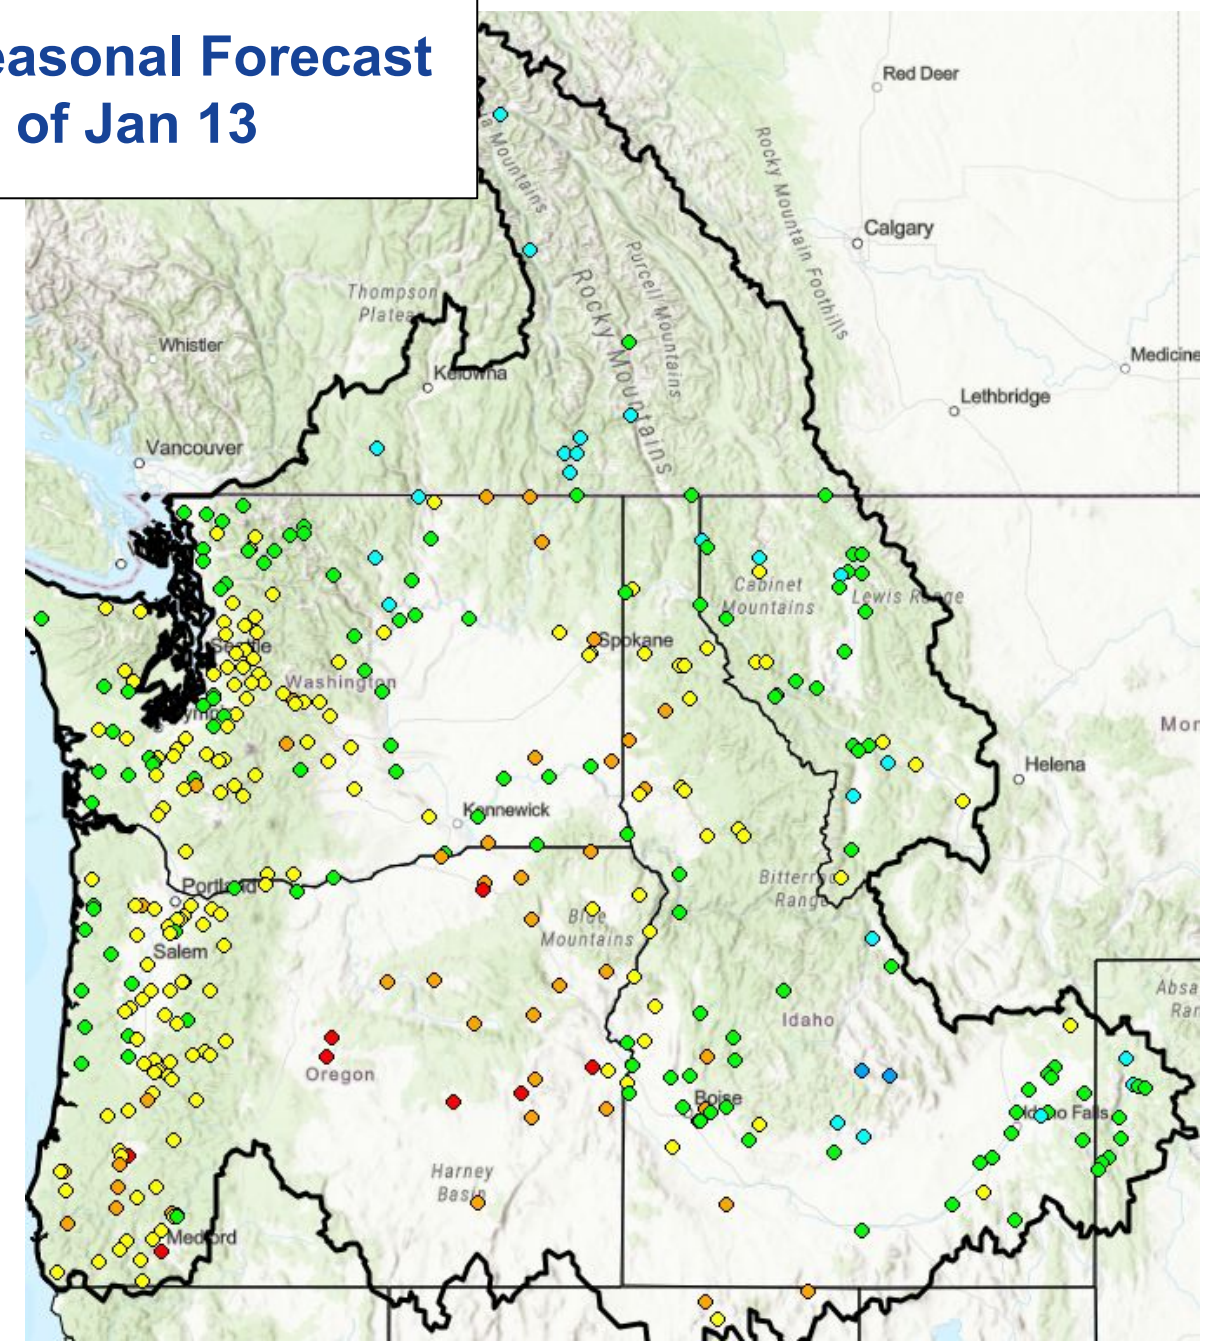 easonal Forecast
of Jan 13
Red Deer
Mountains
Rocky Mountain Foothills
Calgary
Purcell Mountains
Rocky Mountains
Thompson
Whistler
Medicine
Kelowna
Lethbridge
Vancouver
Cabinet
Mountains
Lewis Range
Spokane
Seattle
Washington
Mor
Helena
Kennewick
Bitterroot
Range
Portland
Blue
Mountains
Salem
Absa
Ran
Idaho
Oregon
Boise
Idaho Falls
Harney
Basin
Medford